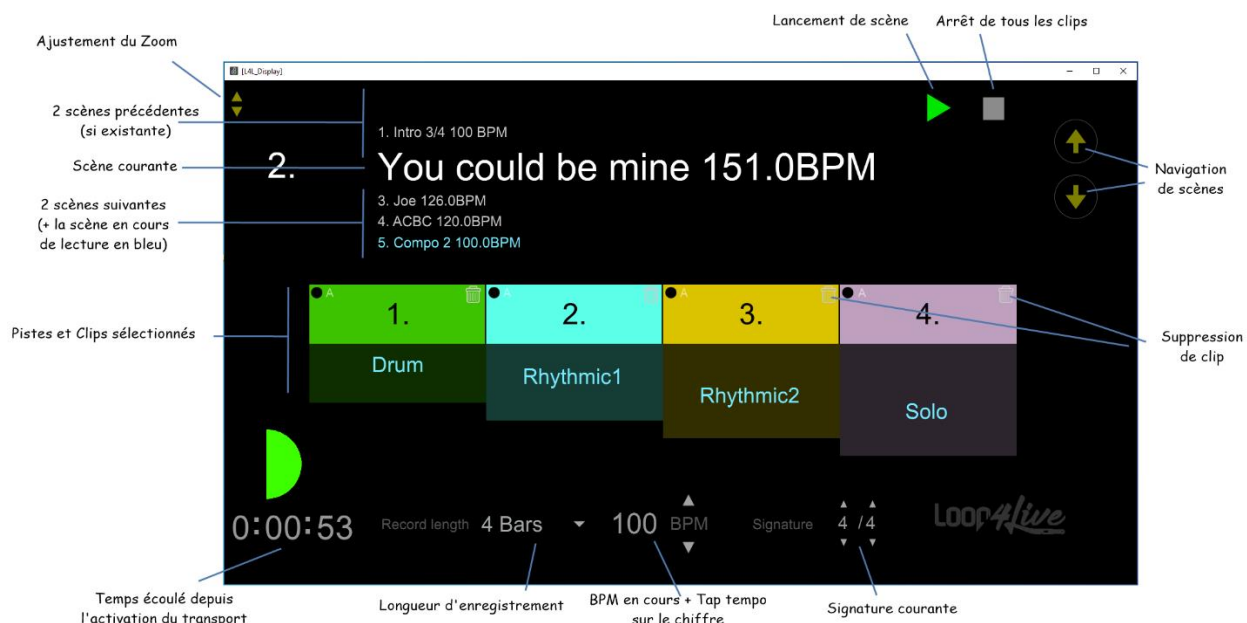 Lancement de scène
Arrêt de tous les clips
Ajustement du Zoom
[L4L_Display]
2 scènes précédentes
(si existante)
1. Intro 3/4 100 BPM
Scène courante
2.
You could be mine 151.0BPM
Navigation
de scènes
2 scènes suivantes
(+ la scène en cours
de lecture en bleu)
3. Joe 126.0BPM
4. ACBC 120.0BPM
5. Compo 2 100.0BPM
A
A
A
A
1.
2.
3.
4.
Pistes et Clips sélectionnés
Drum
Rhythmic1
Rhythmic2
Solo
Suppression
de clip
0:00:53
Record length
4 Bars
100
BPM
Signature
4 /4
Loop4Live
Temps écoulé depuis
l'activation du transport
Longueur d'enregistrement
BPM en cours + Tap tempo
sur le chiffre
Signature courante